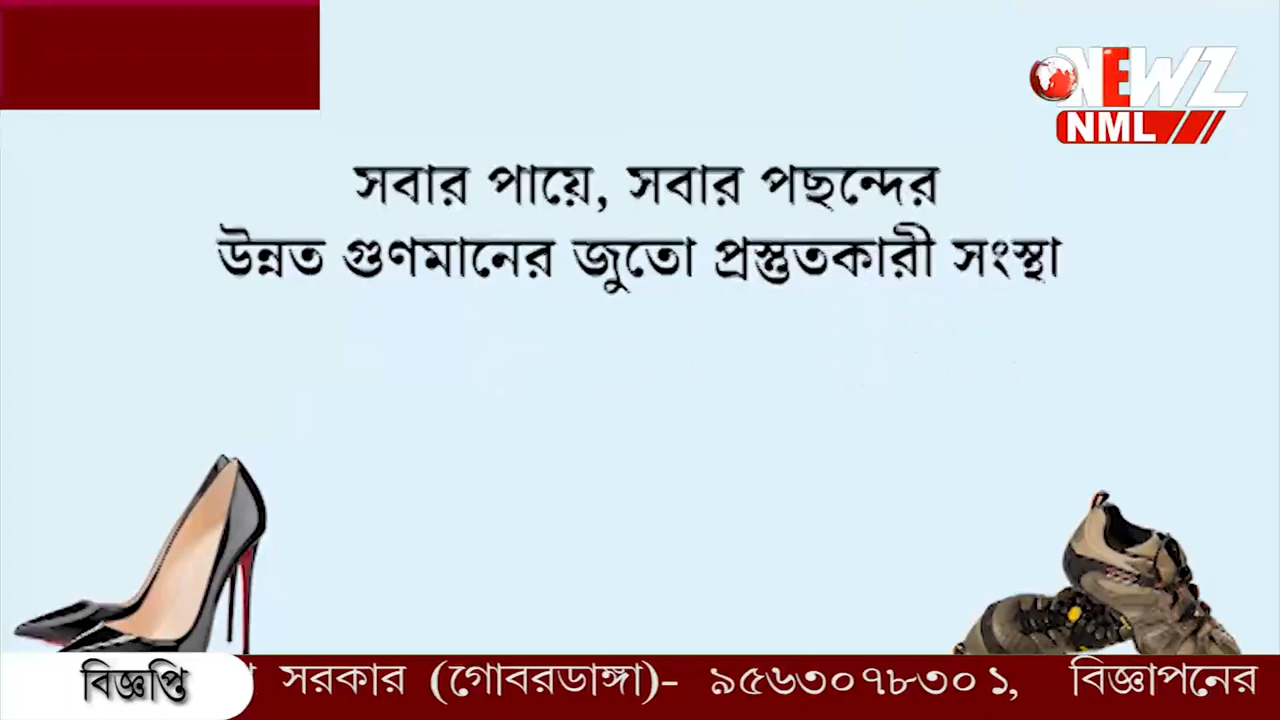 NEWZ
NML
সবার পায়ে, সবার পছন্দের
উন্নত গুণমানের জুতো প্রস্তুতকারী সংস্থা
বিজ্ঞপ্তি
সরকার (গোবরডাঙ্গা)- ৯৫৬৩০৭৮৩০১, বিজ্ঞাপনের